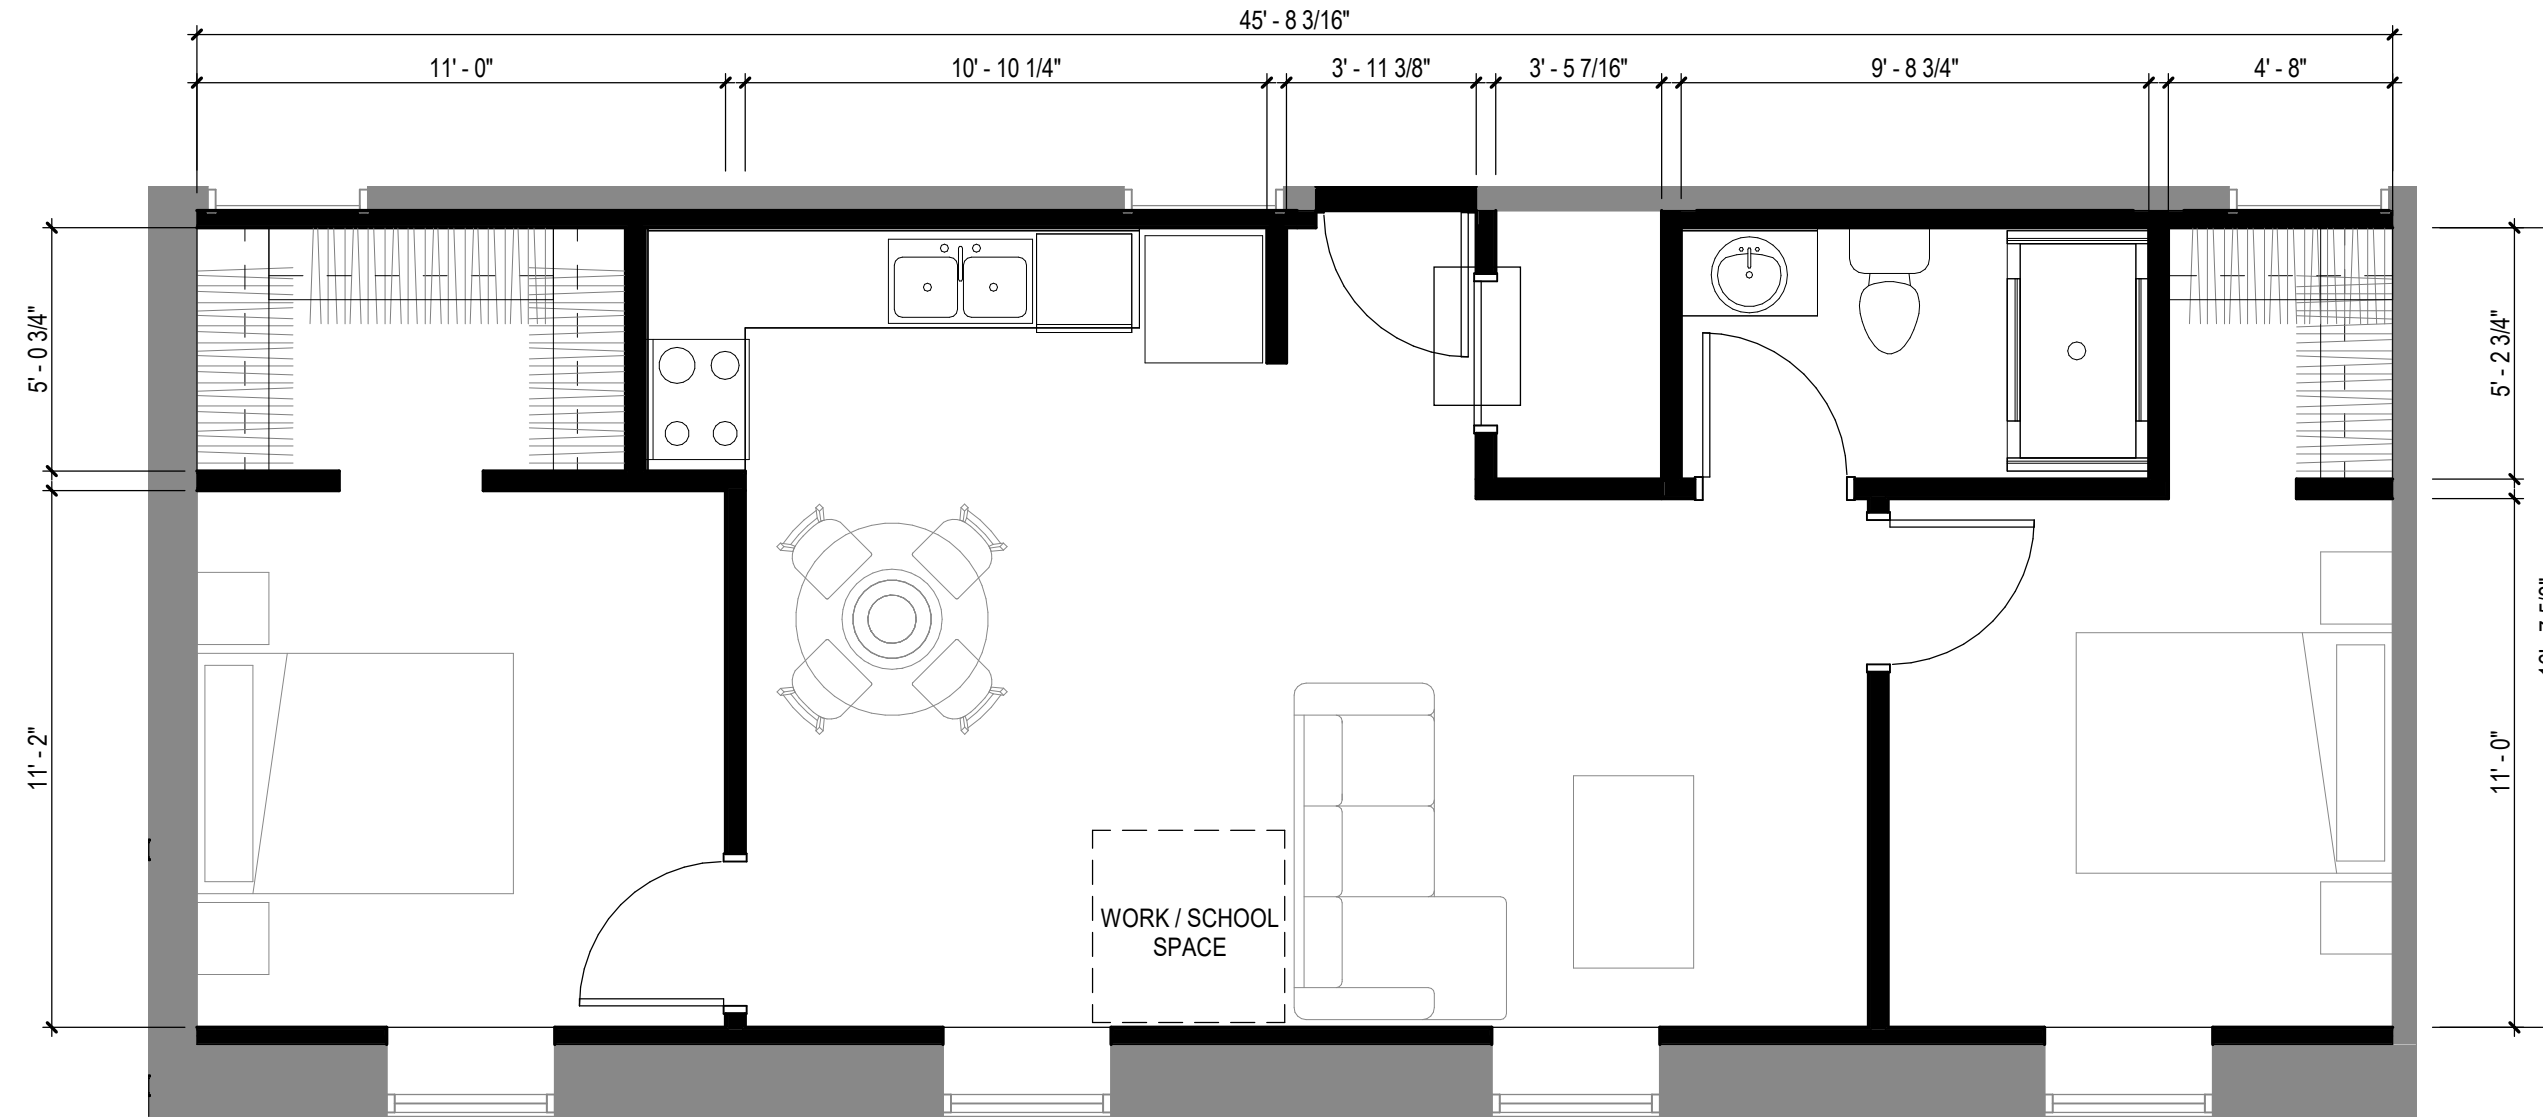 45' - 8 3/16"
11' - 0"
10' - 10 1/4"
3' - 11 3/8"
3' - 5 7/16"
9' - 8 3/4"
4' - 8"
5' - 0 3/4"
5' - 2 3/4"
11' - 2"
11' - 0"
WORK / SCHOOL
SPACE